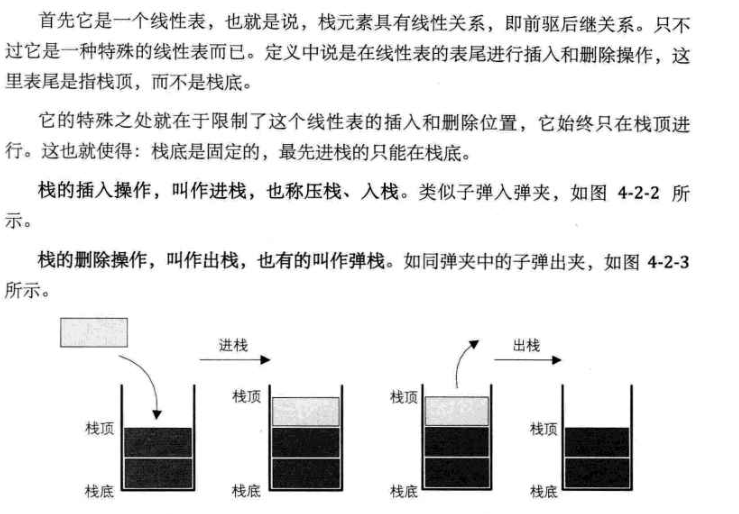 首先它是一个线性表，也就是说，栈元素具有线性关系，即前驱后继关系。只不
过它是一种特殊的线性表而已。定义中说是在线性表的表尾进行插入和删除操作，这
里表尾是指栈顶，而不是栈底。
它的特殊之处就在于限制了这个线性表的插入和删除位置，它始终只在栈顶进
行。这也就使得：栈底是固定的，最先进栈的只能在栈底。
栈的插入操作，叫作进栈，也称压栈、入栈。类似子弹入弹夹，如图 4-2-2 所
示。
栈的删除操作，叫作出栈，也有的叫作弹栈。如同弹夹中的子弹出夹，如图 4-2-3
所示。
进栈
出栈
栈顶
栈顶
栈顶
栈顶
栈底
栈底
栈底
栈底